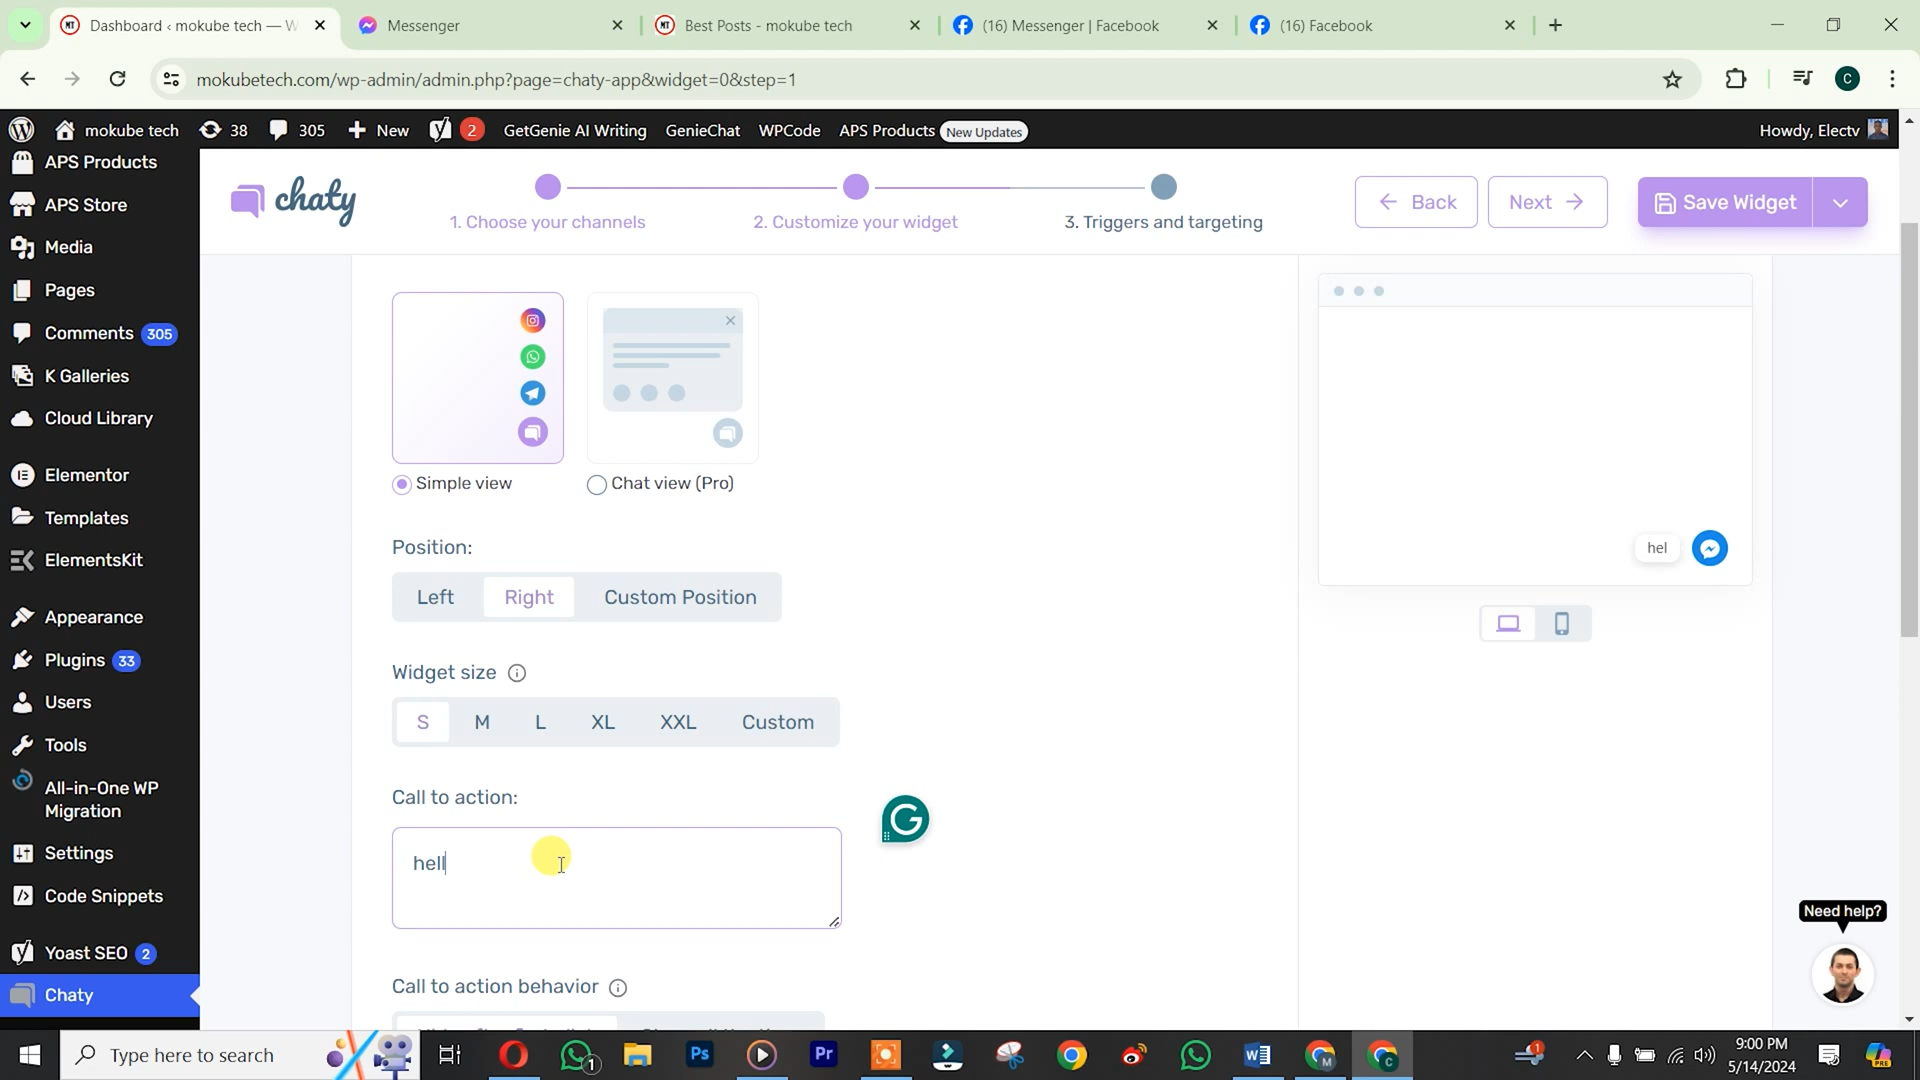 Dashboard ‹ mokube tech — W
Messenger
Best Posts - mokube tech
(16) Messenger | Facebook
(16) Facebook
mokubetech.com/wp-admin/admin.php?page=chaty-app&widget=0&step=1
C
mokube tech
38
305
New
2
GetGenie AI Writing
GenieChat
WPCode
APS Products
New Updates
Howdy, Electv
APS Products
APS Store
Media
Pages
Comments 305
K Galleries
Cloud Library
Elementor
Templates
ElementsKit
Appearance
Plugins 33
Users
Tools
All-in-One WP
Migration
Settings
Code Snippets
Yoast SEO 2
Chaty
chaty
1. Choose your channels
2. Customize your widget
3. Triggers and targeting
Back
Next
Save Widget
Simple view
Chat view (Pro)
Position:
Left
Right
Custom Position
Widget size
S
M
L
XL
XXL
Custom
Call to action:
hell
Call to action behavior
hel
Need help?
Type here to search
9:00 PM
5/14/2024